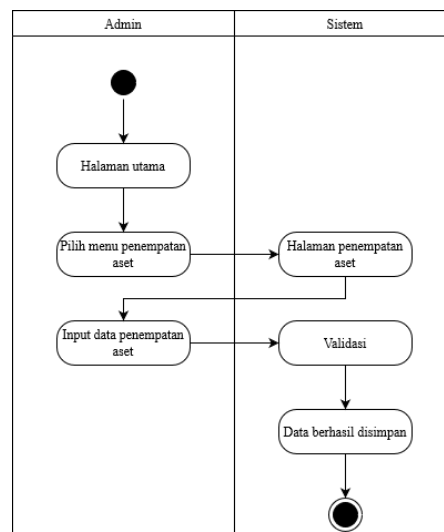 Admin
Sistem
Halaman utama
Pilih menu penempatan
aset
Halaman penempatan
aset
Input data penempatan
aset
Validasi
Data berhasil disimpan